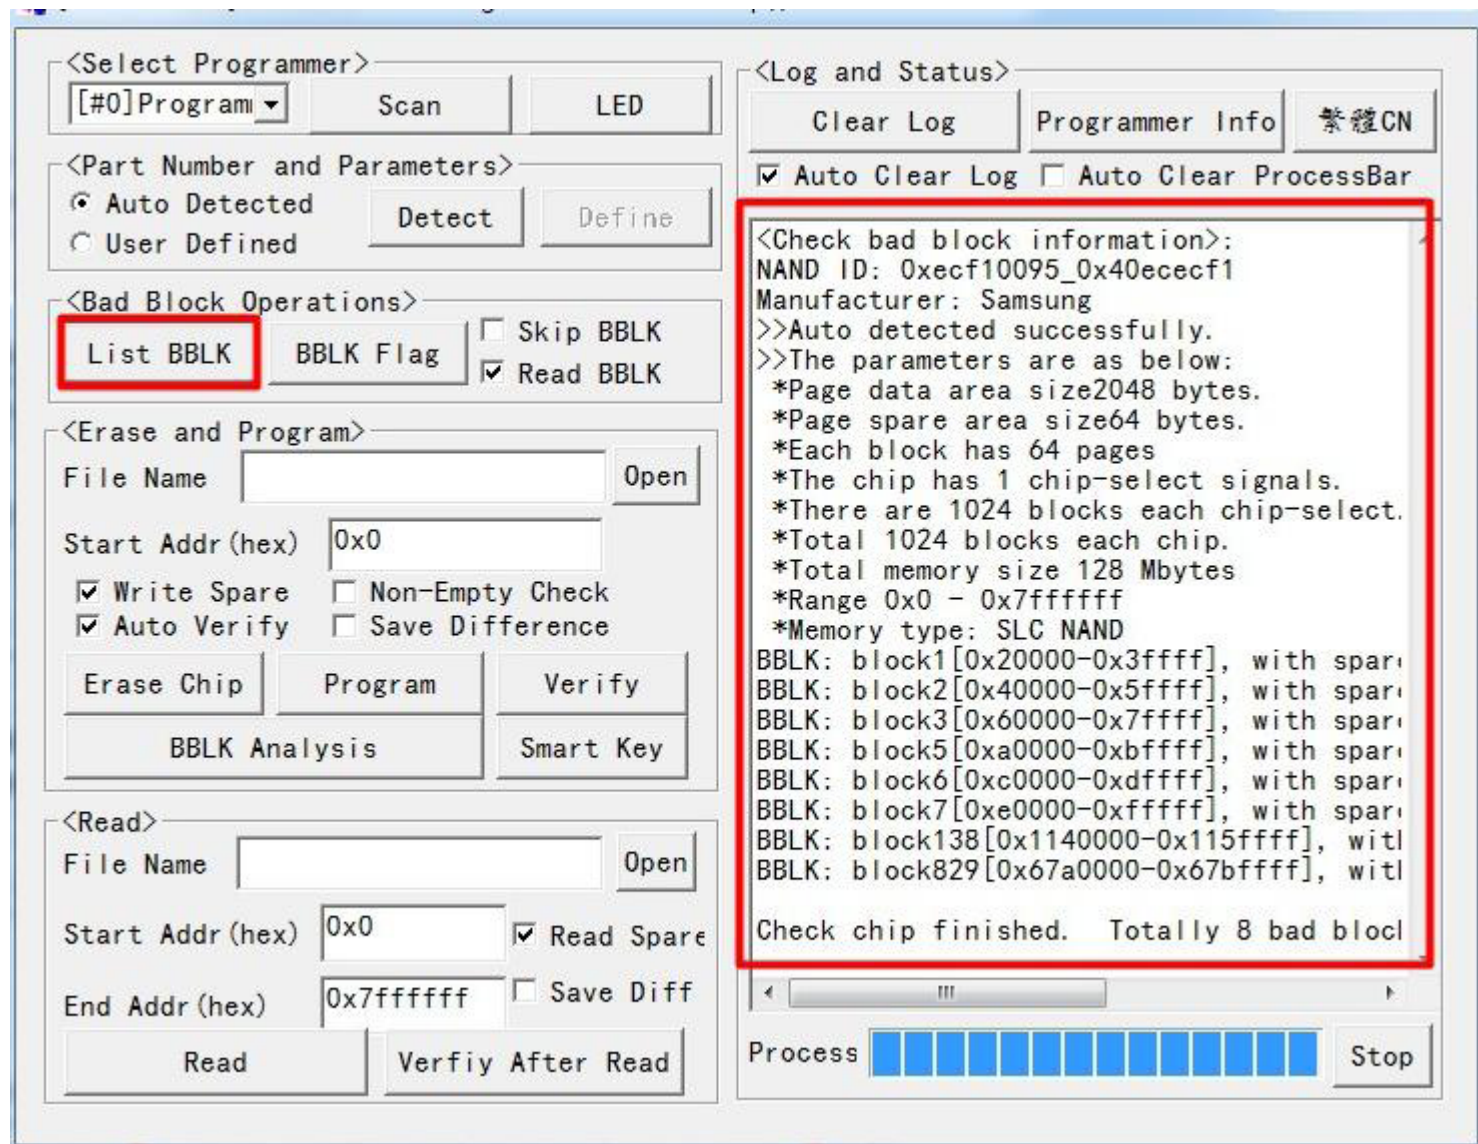 <Select Programmer>
[#0]Program
Scan
LED
<Part Number and Parameters>
Auto Detected
User Defined
Detect
Define
<Bad Block Operations>
List BBLK
BBLK Flag
Skip BBLK
Read BBLK
<Erase and Program>
File Name
Open
Start Addr(hex)
0x0
Write Spare
Non-Empty Check
Auto Verify
Save Difference
Erase Chip
Program
Verify
BBLK Analysis
Smart Key
<Read>
File Name
Open
Start Addr(hex)
0x0
Read Spare
End Addr(hex)
0x7ffffff
Save Diff
Read
Verfiy After Read
<Log and Status>
Clear Log
Programmer Info
繁體CN
Auto Clear Log
Auto Clear ProcessBar
<Check bad block information>:
NAND ID: 0xecf10095_0x40ececf1
Manufacturer: Samsung
>>Auto detected successfully.
>>The parameters are as below:
*Page data area size2048 bytes.
*Page spare area size64 bytes.
*Each block has 64 pages
*The chip has 1 chip-select signals.
*There are 1024 blocks each chip-select.
*Total 1024 blocks each chip.
*Total memory size 128 Mbytes
*Range 0x0 - 0x7ffffff
*Memory type: SLC NAND
BBLK: block1[0x20000-0x3ffff], with spar
BBLK: block2[0x40000-0x5ffff], with spar
BBLK: block3[0x60000-0x7ffff], with spar
BBLK: block5[0xa0000-0xbffff], with spar
BBLK: block6[0xc0000-0xdffff], with spar
BBLK: block7[0xe0000-0xfffff], with spar
BBLK: block138[0x1140000-0x115ffff], wit
BBLK: block829[0x67a0000-0x67bffff], wit
Check chip finished. Totally 8 bad bloc
Process
Stop